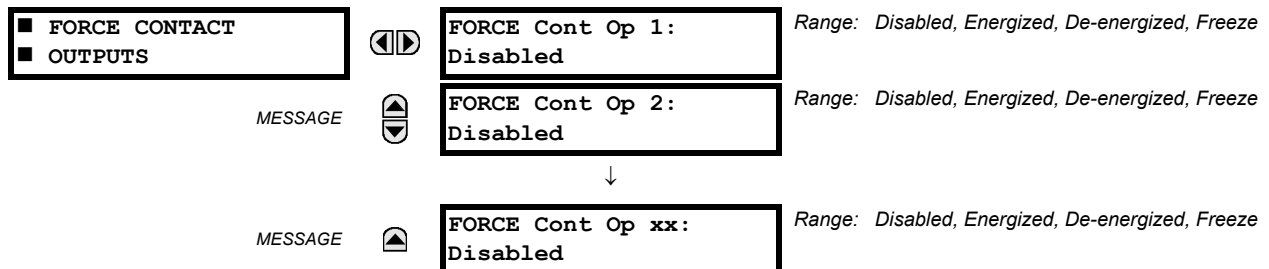 ■ FORCE CONTACT
■ OUTPUTS
FORCE Cont Op 1:
Disabled
Range: Disabled, Energized, De-energized, Freeze
MESSAGE
FORCE Cont Op 2:
Disabled
Range: Disabled, Energized, De-energized, Freeze
↓
MESSAGE
FORCE Cont Op xx:
Disabled
Range: Disabled, Energized, De-energized, Freeze